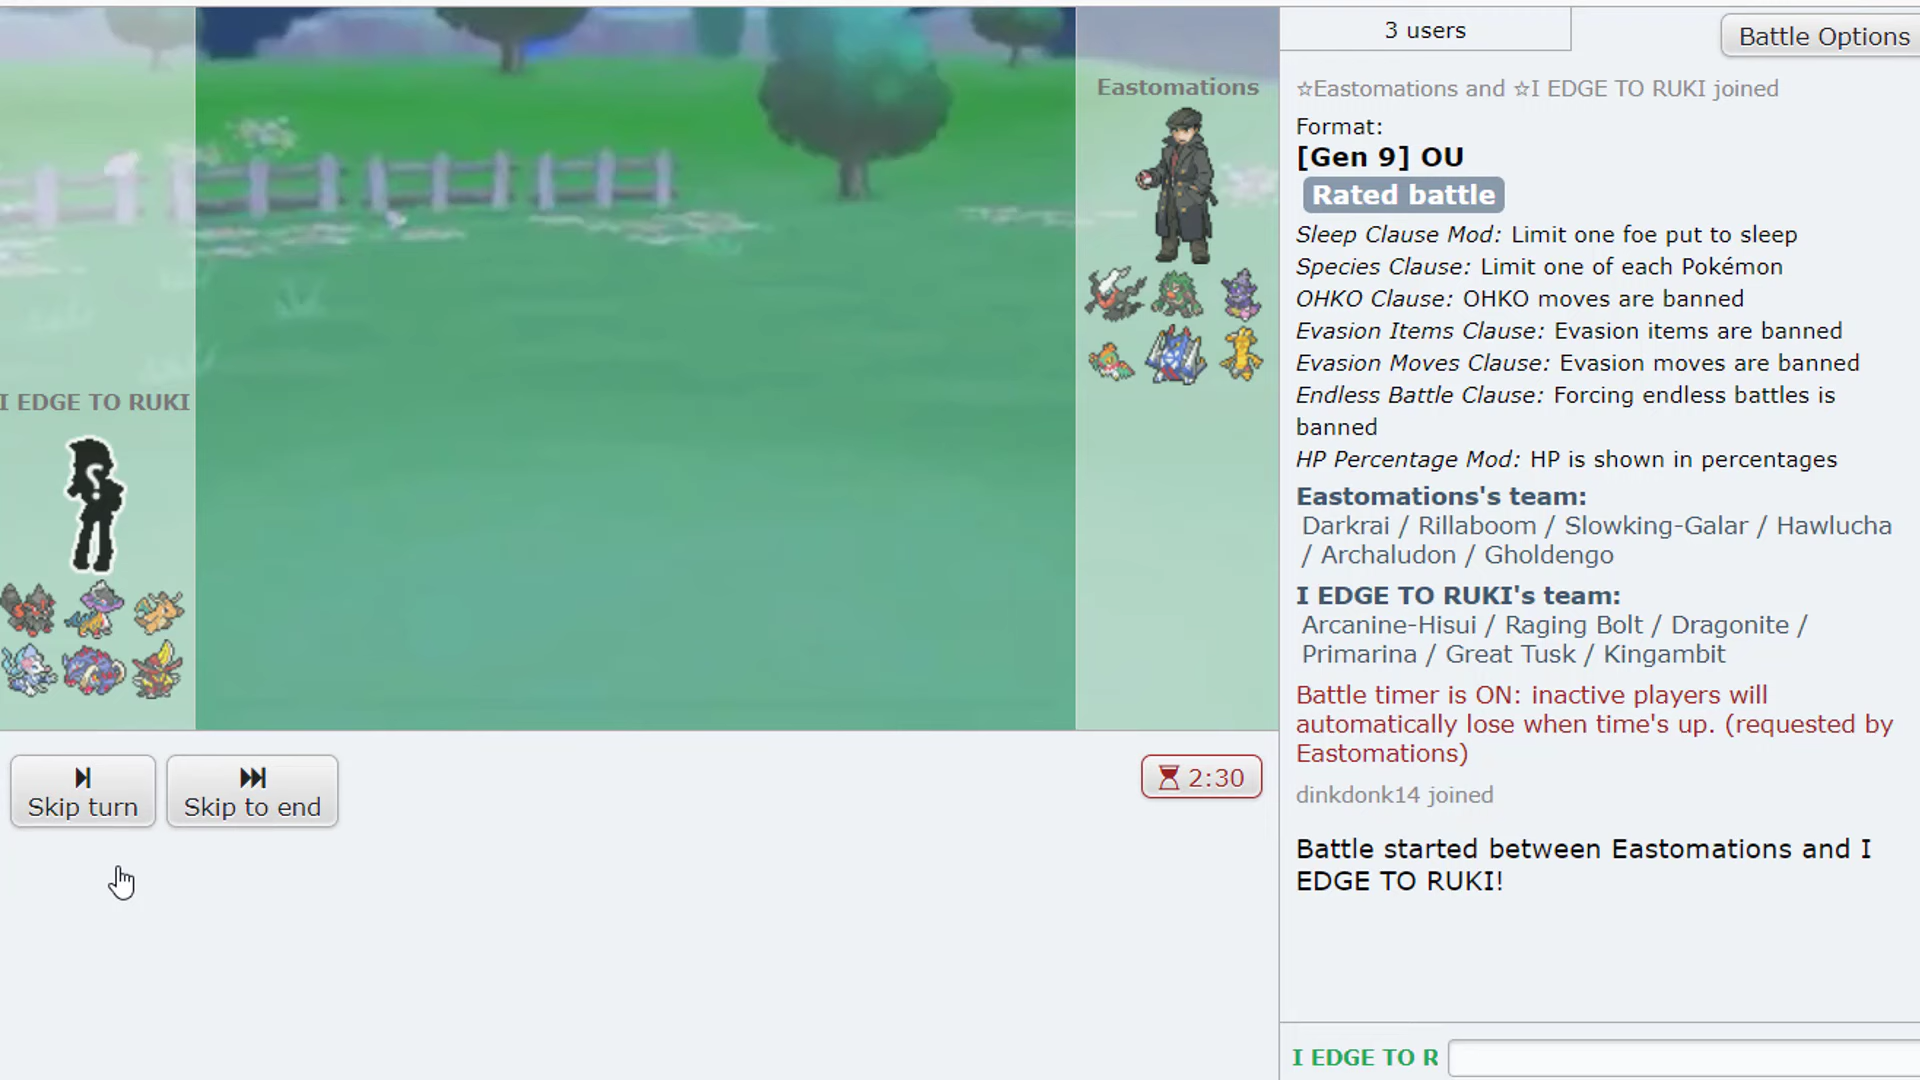 I EDGE TO RUKI
Eastomations
Skip turn
Skip to end
2:30
3 users
Battle Options
☆Eastomations and ☆I EDGE TO RUKI joined
Format:
[Gen 9] OU
Rated battle
Sleep Clause Mod: Limit one foe put to sleep
Species Clause: Limit one of each Pokémon
OHKO Clause: OHKO moves are banned
Evasion Items Clause: Evasion items are banned
Evasion Moves Clause: Evasion moves are banned
Endless Battle Clause: Forcing endless battles is
banned
HP Percentage Mod: HP is shown in percentages
Eastomations's team:
Darkrai / Rillaboom / Slowking-Galar / Hawlucha
/ Archaludon / Gholdengo
I EDGE TO RUKI's team:
Arcanine-Hisui / Raging Bolt / Dragonite /
Primarina / Great Tusk / Kingambit
Battle timer is ON: inactive players will
automatically lose when time's up. (requested by
Eastomations)
dinkdonk14 joined
Battle started between Eastomations and I
EDGE TO RUKI!
I EDGE TO R